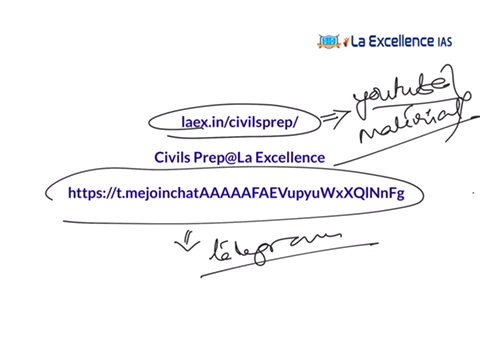 La Excellence IAS
laex.in/civilsprep/
youtube
material
Civils Prep@La Excellence
https://t.mejoinchatAAAAAFAEVupyuWxXQlNnFg
telegram